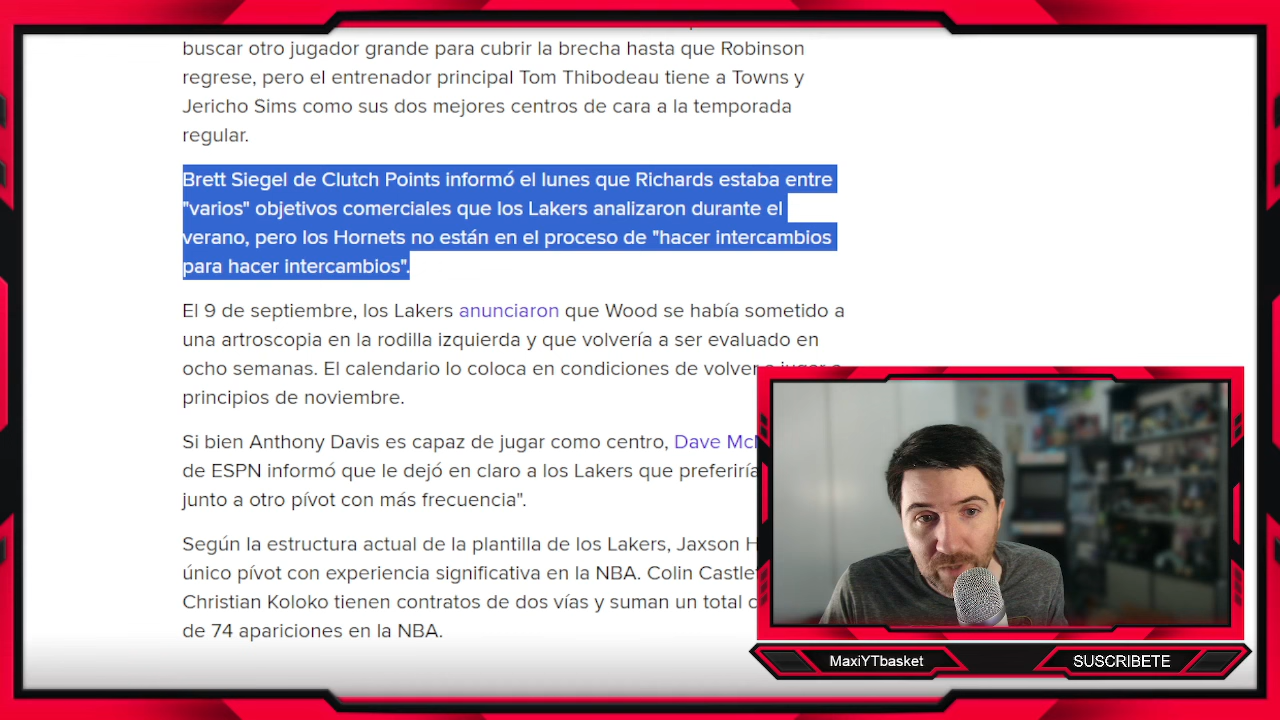 buscar otro jugador grande para cubrir la brecha hasta que Robinson
regrese, pero el entrenador principal Tom Thibodeau tiene a Towns y
Jericho Sims como sus dos mejores centros de cara a la temporada
regular.
Brett Siegel de Clutch Points informó el lunes que Richards estaba entre
"varios" objetivos comerciales que los Lakers analizaron durante el
verano, pero los Hornets no están en el proceso de "hacer intercambios
para hacer intercambios".
El 9 de septiembre, los Lakers anunciaron que Wood se había sometido a
una artroscopia en la rodilla izquierda y que volvería a ser evaluado en
ocho semanas. El calendario lo coloca en condiciones de volver a jugar a
principios de noviembre.
Si bien Anthony Davis es capaz de jugar como centro, Dave
de ESPN informó que le dejó en claro a los Lakers que preferiría
junto a otro pívot con más frecuencia".
Según la estructura actual de la plantilla de los Lakers, Jaxson
único pívot con experiencia significativa en la NBA. Colin
Christian Koloko tienen contratos de dos vías y suman un total
de 74 apariciones en la NBA.
MaxiYTbasket
SUSCRIBETE